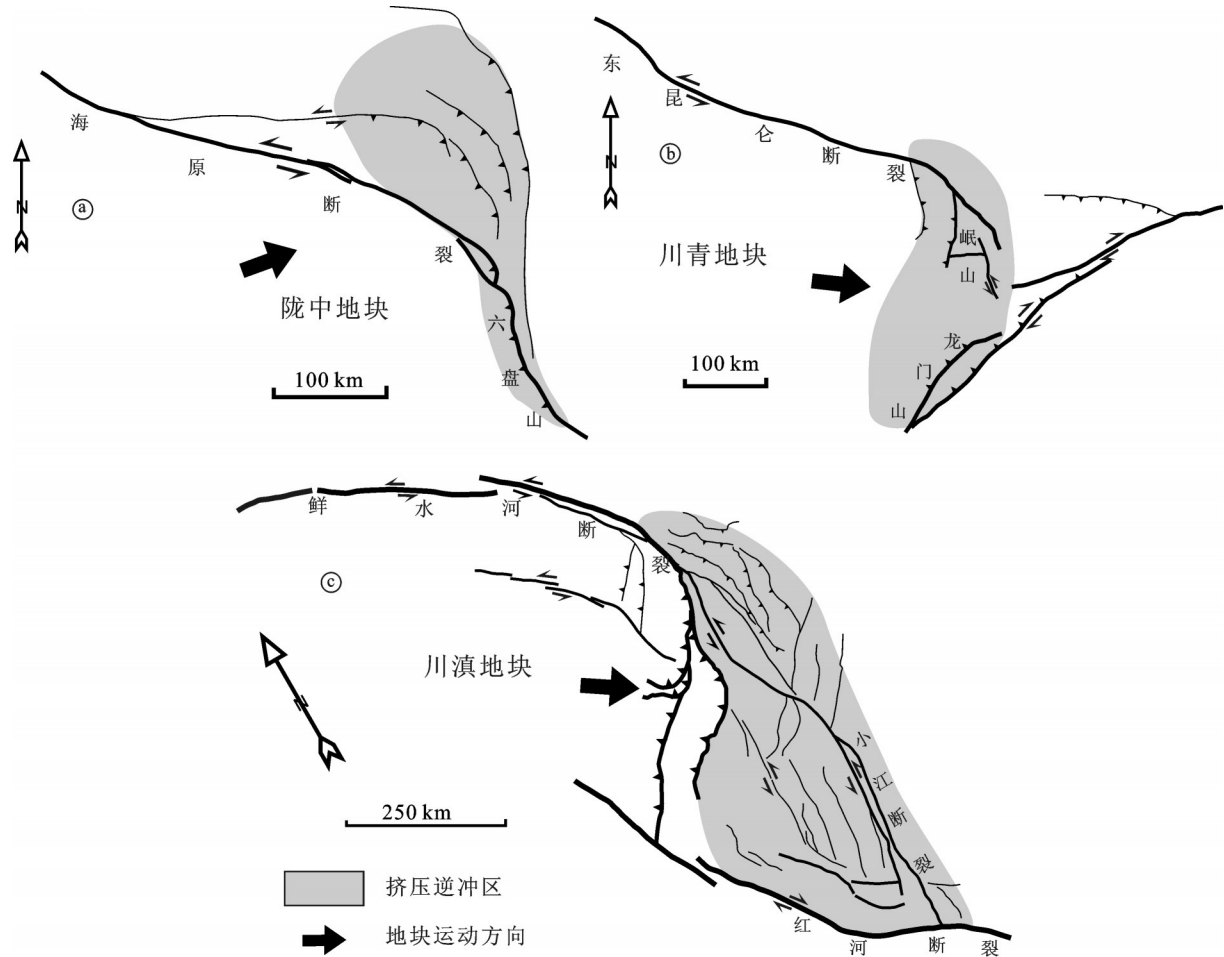 海原断裂
N
ⓐ
陇中地块
100 km
六盘山
东昆仑断裂
N
ⓑ
川青地块
岷山
100 km
龙门山
鲜水河断裂
ⓒ
川滇地块
N
小江断裂
250 km
挤压逆冲区
地块运动方向
红河断裂